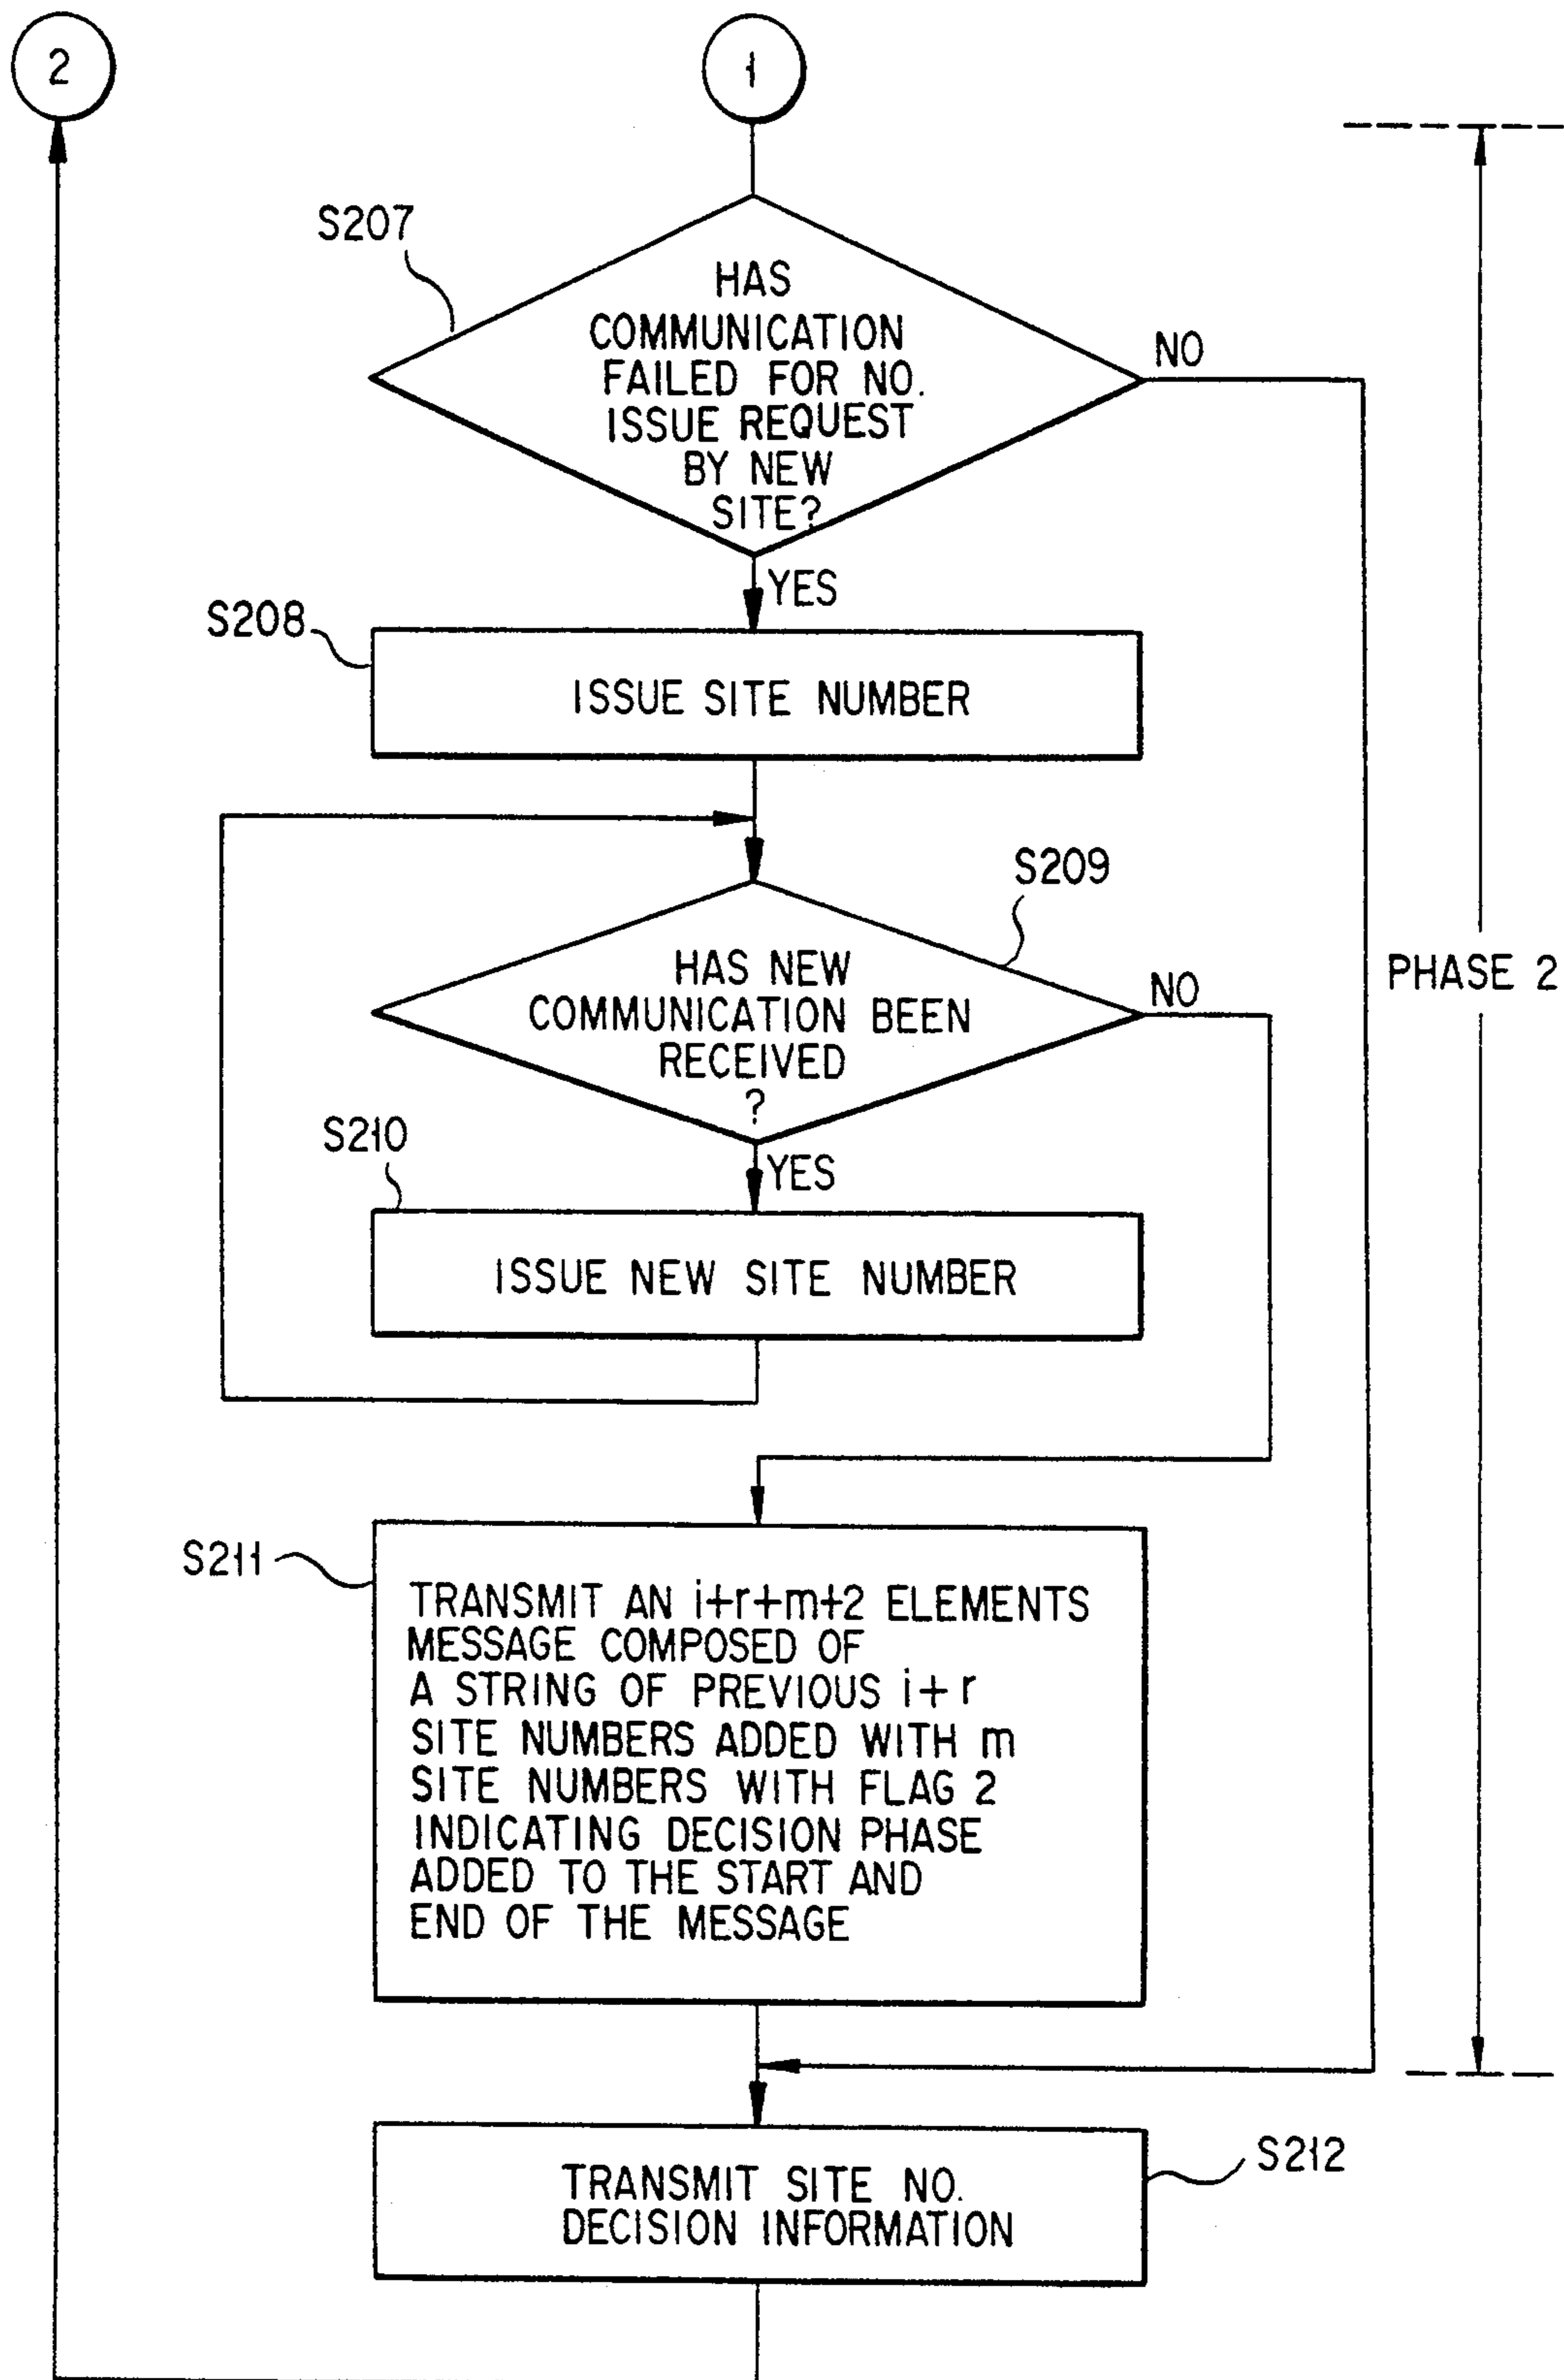 2
1
S207
HAS
COMMUNICATION
FAILED FOR NO.
ISSUE REQUEST
BY NEW
SITE?
NO
YES
S208
ISSUE SITE NUMBER
S209
HAS NEW
COMMUNICATION BEEN
RECEIVED
?
NO
PHASE 2
YES
S210
ISSUE NEW SITE NUMBER
S211
TRANSMIT AN i+r+m+2 ELEMENTS
MESSAGE COMPOSED OF
A STRING OF PREVIOUS i+r
SITE NUMBERS ADDED WITH m
SITE NUMBERS WITH FLAG 2
INDICATING DECISION PHASE
ADDED TO THE START AND
END OF THE MESSAGE
S212
TRANSMIT SITE NO.
DECISION INFORMATION